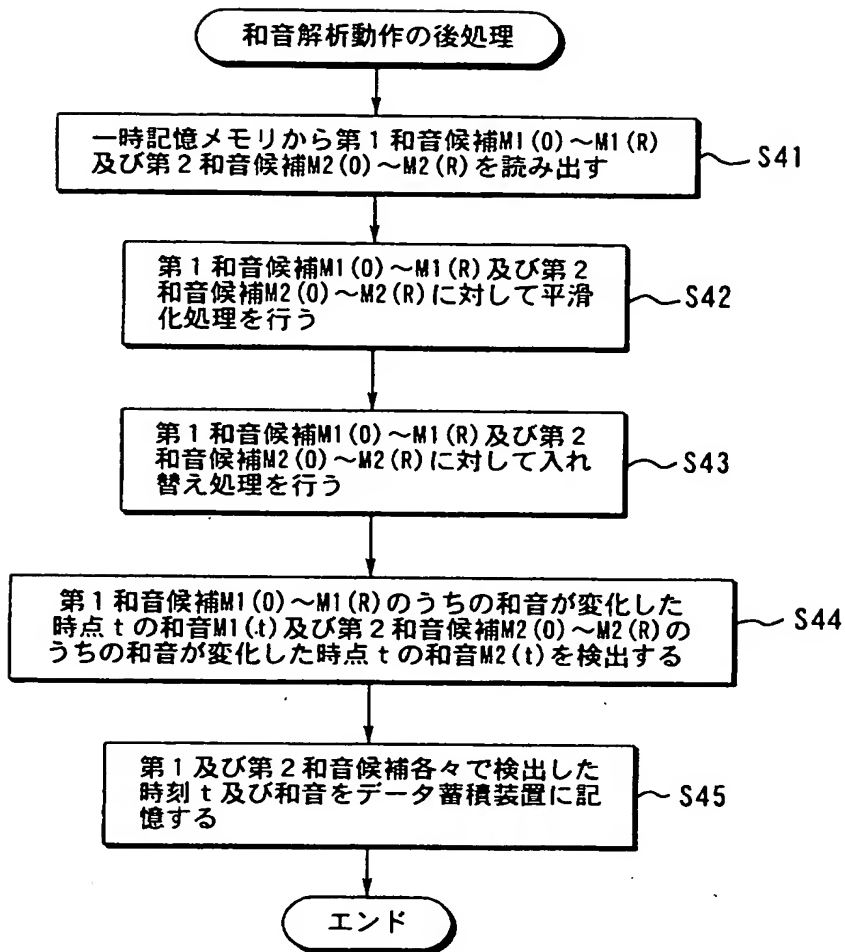 和音解析動作の後処理
一時記憶メモリから第1和音候補M1(0)～M1(R)
及び第2和音候補M2(0)～M2(R)を読み出す
S41
第1和音候補M1(0)～M1(R)及び第2
和音候補M2(0)～M2(R)に対して平滑
化処理を行う
S42
第1和音候補M1(0)～M1(R)及び第2
和音候補M2(0)～M2(R)に対して入れ
替え処理を行う
S43
第1和音候補M1(0)～M1(R)のうちの和音が変化した
時点tの和音M1(t)及び第2和音候補M2(0)～M2(R)の
うちの和音が変化した時点tの和音M2(t)を検出する
S44
第1及び第2和音候補各々で検出した
時刻t及び和音をデータ蓄積装置に記
憶する
S45
エンド